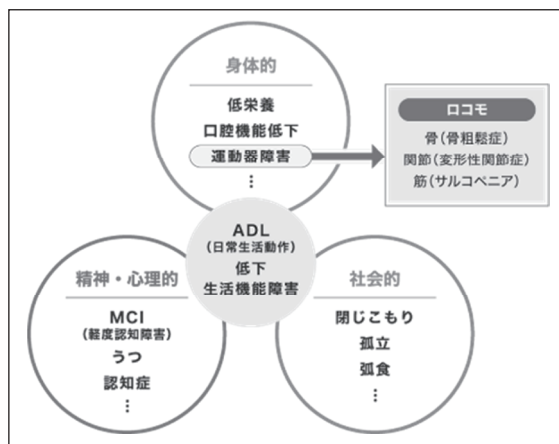 身体的
低栄養
口腔機能低下
運動器障害
⋮
ロコモ
骨(骨粗鬆症)
関節(変形性関節症)
筋(サルコペニア)
ADL
(日常生活動作)
低下
生活機能障害
精神・心理的
MCI
(軽度認知障害)
うつ
認知症
⋮
社会的
閉じこもり
孤立
弧食
⋮